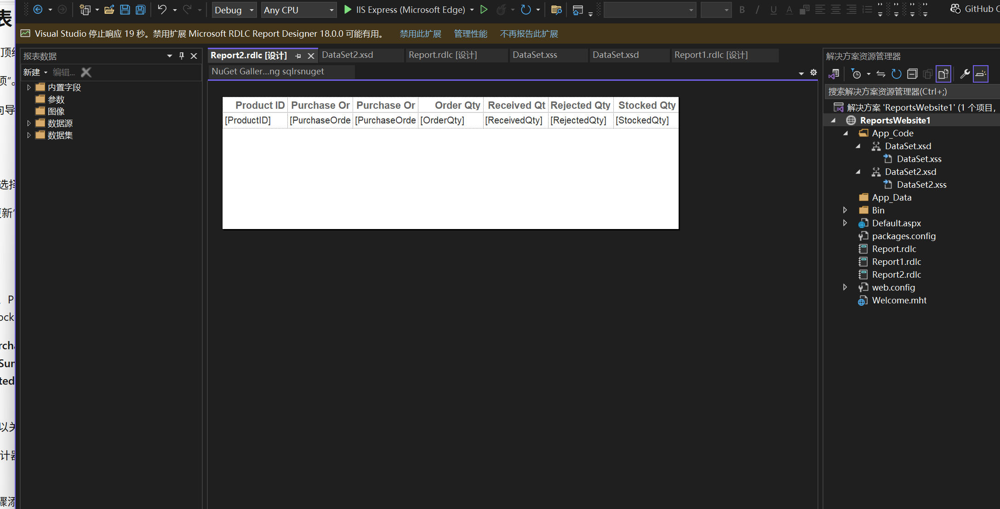 Debug
Any CPU
IIS Express (Microsoft Edge)
GitHub
Visual Studio 停止响应 19 秒。禁用扩展 Microsoft RDLC Report Designer 18.0.0 可能有用。 禁用此扩展 管理性能 不再报告此扩展
表
项”。
向导
选择
更新“
P
ock
rcha
Sum
ted
以关
计器
骤添
报表数据
新建 编辑...
内置字段
参数
图像
数据源
数据集
Report2.rdlc [设计] DataSet2.xsd Report.rdlc [设计] DataSet.xss DataSet.xsd Report1.rdlc [设计]
NuGet Galler...ng sqlrsnuget
Product ID Purchase Or Purchase Or Order Qty Received Qt Rejected Qty Stocked Qty
[ProductID] [PurchaseOrde [PurchaseOrde [OrderQty] [ReceivedQty] [RejectedQty] [StockedQty]
解决方案资源管理器
搜索解决方案资源管理器(Ctrl+;)
解决方案 'ReportsWebsite1' (1 个项目,
ReportsWebsite1
App_Code
DataSet.xsd
DataSet.xss
DataSet2.xsd
DataSet2.xss
App_Data
Bin
Default.aspx
packages.config
Report.rdlc
Report1.rdlc
Report2.rdlc
web.config
Welcome.mht